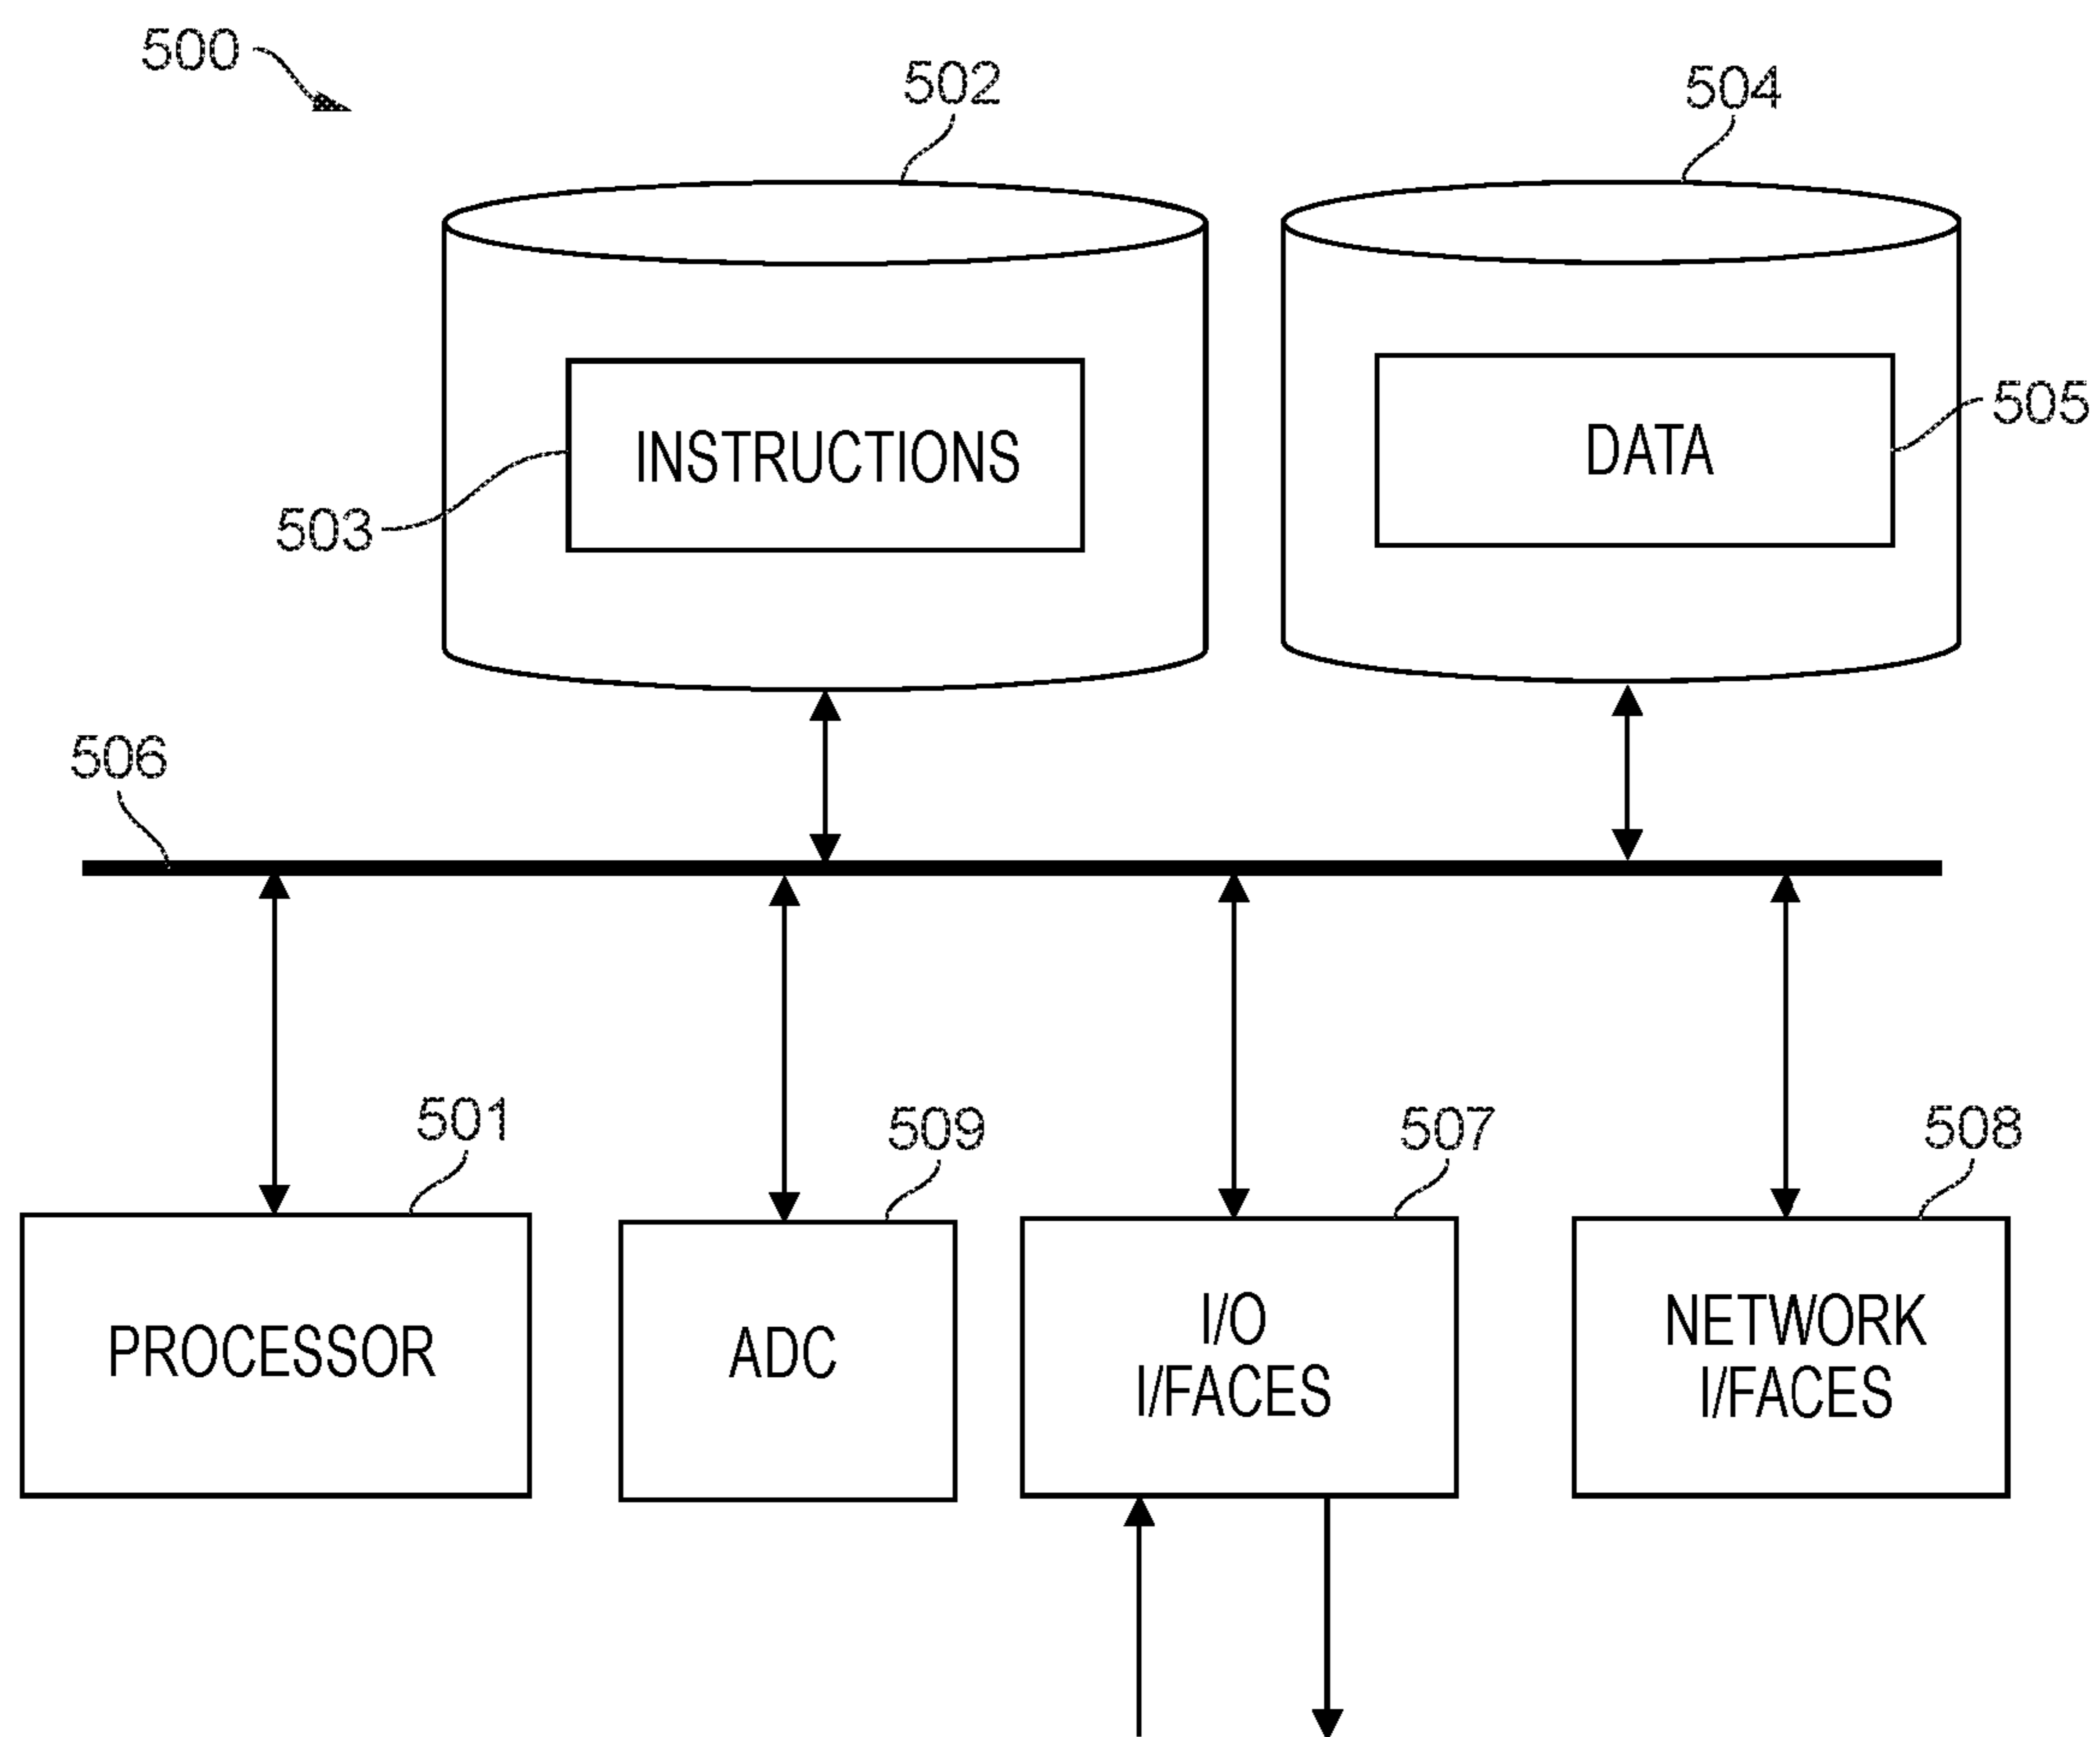 500
502
504
INSTRUCTIONS
DATA
505
503
506
501
509
507
508
PROCESSOR
ADC
I/O
I/FACES
NETWORK
I/FACES